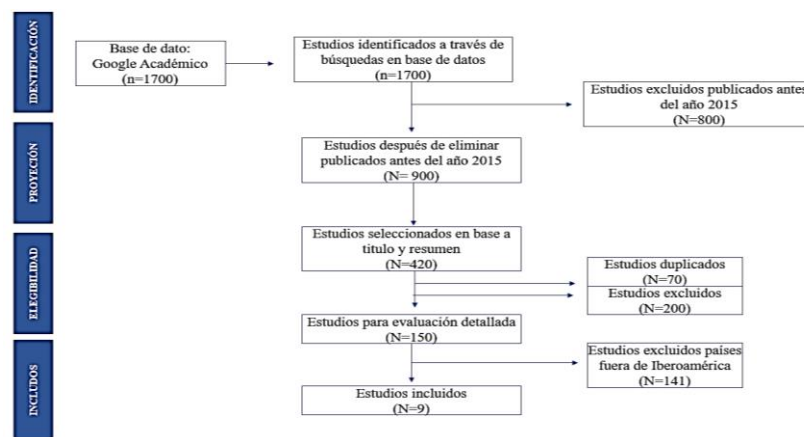 IDENTIFICACIÓN
Base de dato:
Google Académico
(n=1700)
Estudios identificados a través de
búsquedas en base de datos
(n=1700)
Estudios excluidos publicados antes
del año 2015
(N=800)
PROYECIÓN
Estudios después de eliminar
publicados antes del año 2015
(N= 900)
ELEGIBILIDAD
Estudios seleccionados en base a
titulo y resumen
(N=420)
Estudios duplicados
(N=70)
Estudios excluidos
(N=200)
Estudios para evaluación detallada
(N=150)
INCLUDOS
Estudios excluidos países
fuera de Iberoamérica
(N=141)
Estudios incluidos
(N=9)